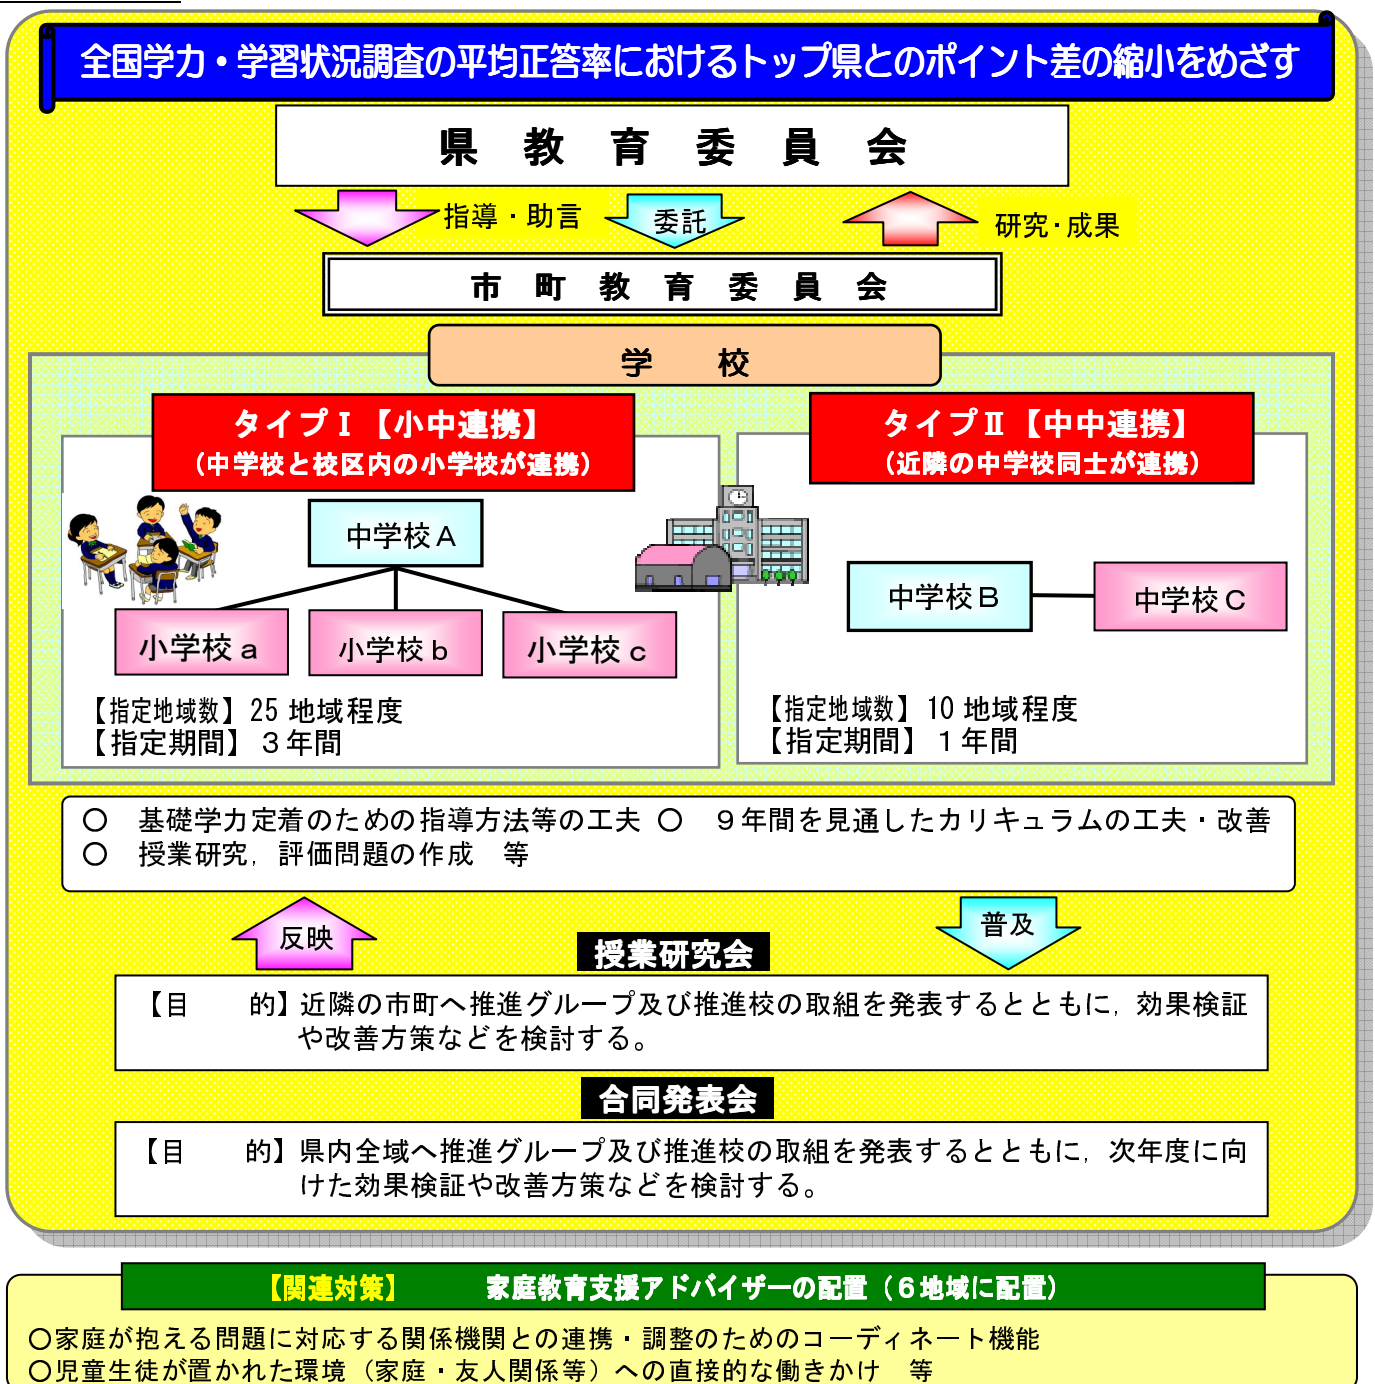 全国学力・学習状況調査の平均正答率におけるトップ県とのポイント差の縮小をめざす
県　教　育　委　員　会
指導・助言
委託
研究・成果
市　町　教　育　委　員　会
学　　校
タイプⅠ【小中連携】
（中学校と校区内の小学校が連携）
中学校Ａ
小学校ａ
小学校ｂ
小学校ｃ
【指定地域数】25 地域程度
【指定期間】３年間
タイプⅡ【中中連携】
（近隣の中学校同士が連携）
中学校Ｂ
中学校Ｃ
【指定地域数】10 地域程度
【指定期間】１年間
○　基礎学力定着のための指導方法等の工夫 ○　９年間を見通したカリキュラムの工夫・改善
○　授業研究，評価問題の作成　等
反映
普及
授業研究会
【目　　的】近隣の市町へ推進グループ及び推進校の取組を発表するとともに，効果検証
や改善方策などを検討する。
合同発表会
【目　　的】県内全域へ推進グループ及び推進校の取組を発表するとともに，次年度に向
けた効果検証や改善方策などを検討する。
【関連対策】　　家庭教育支援アドバイザーの配置（６地域に配置）
○家庭が抱える問題に対応する関係機関との連携・調整のためのコーディネート機能
○児童生徒が置かれた環境（家庭・友人関係等）への直接的な働きかけ　等